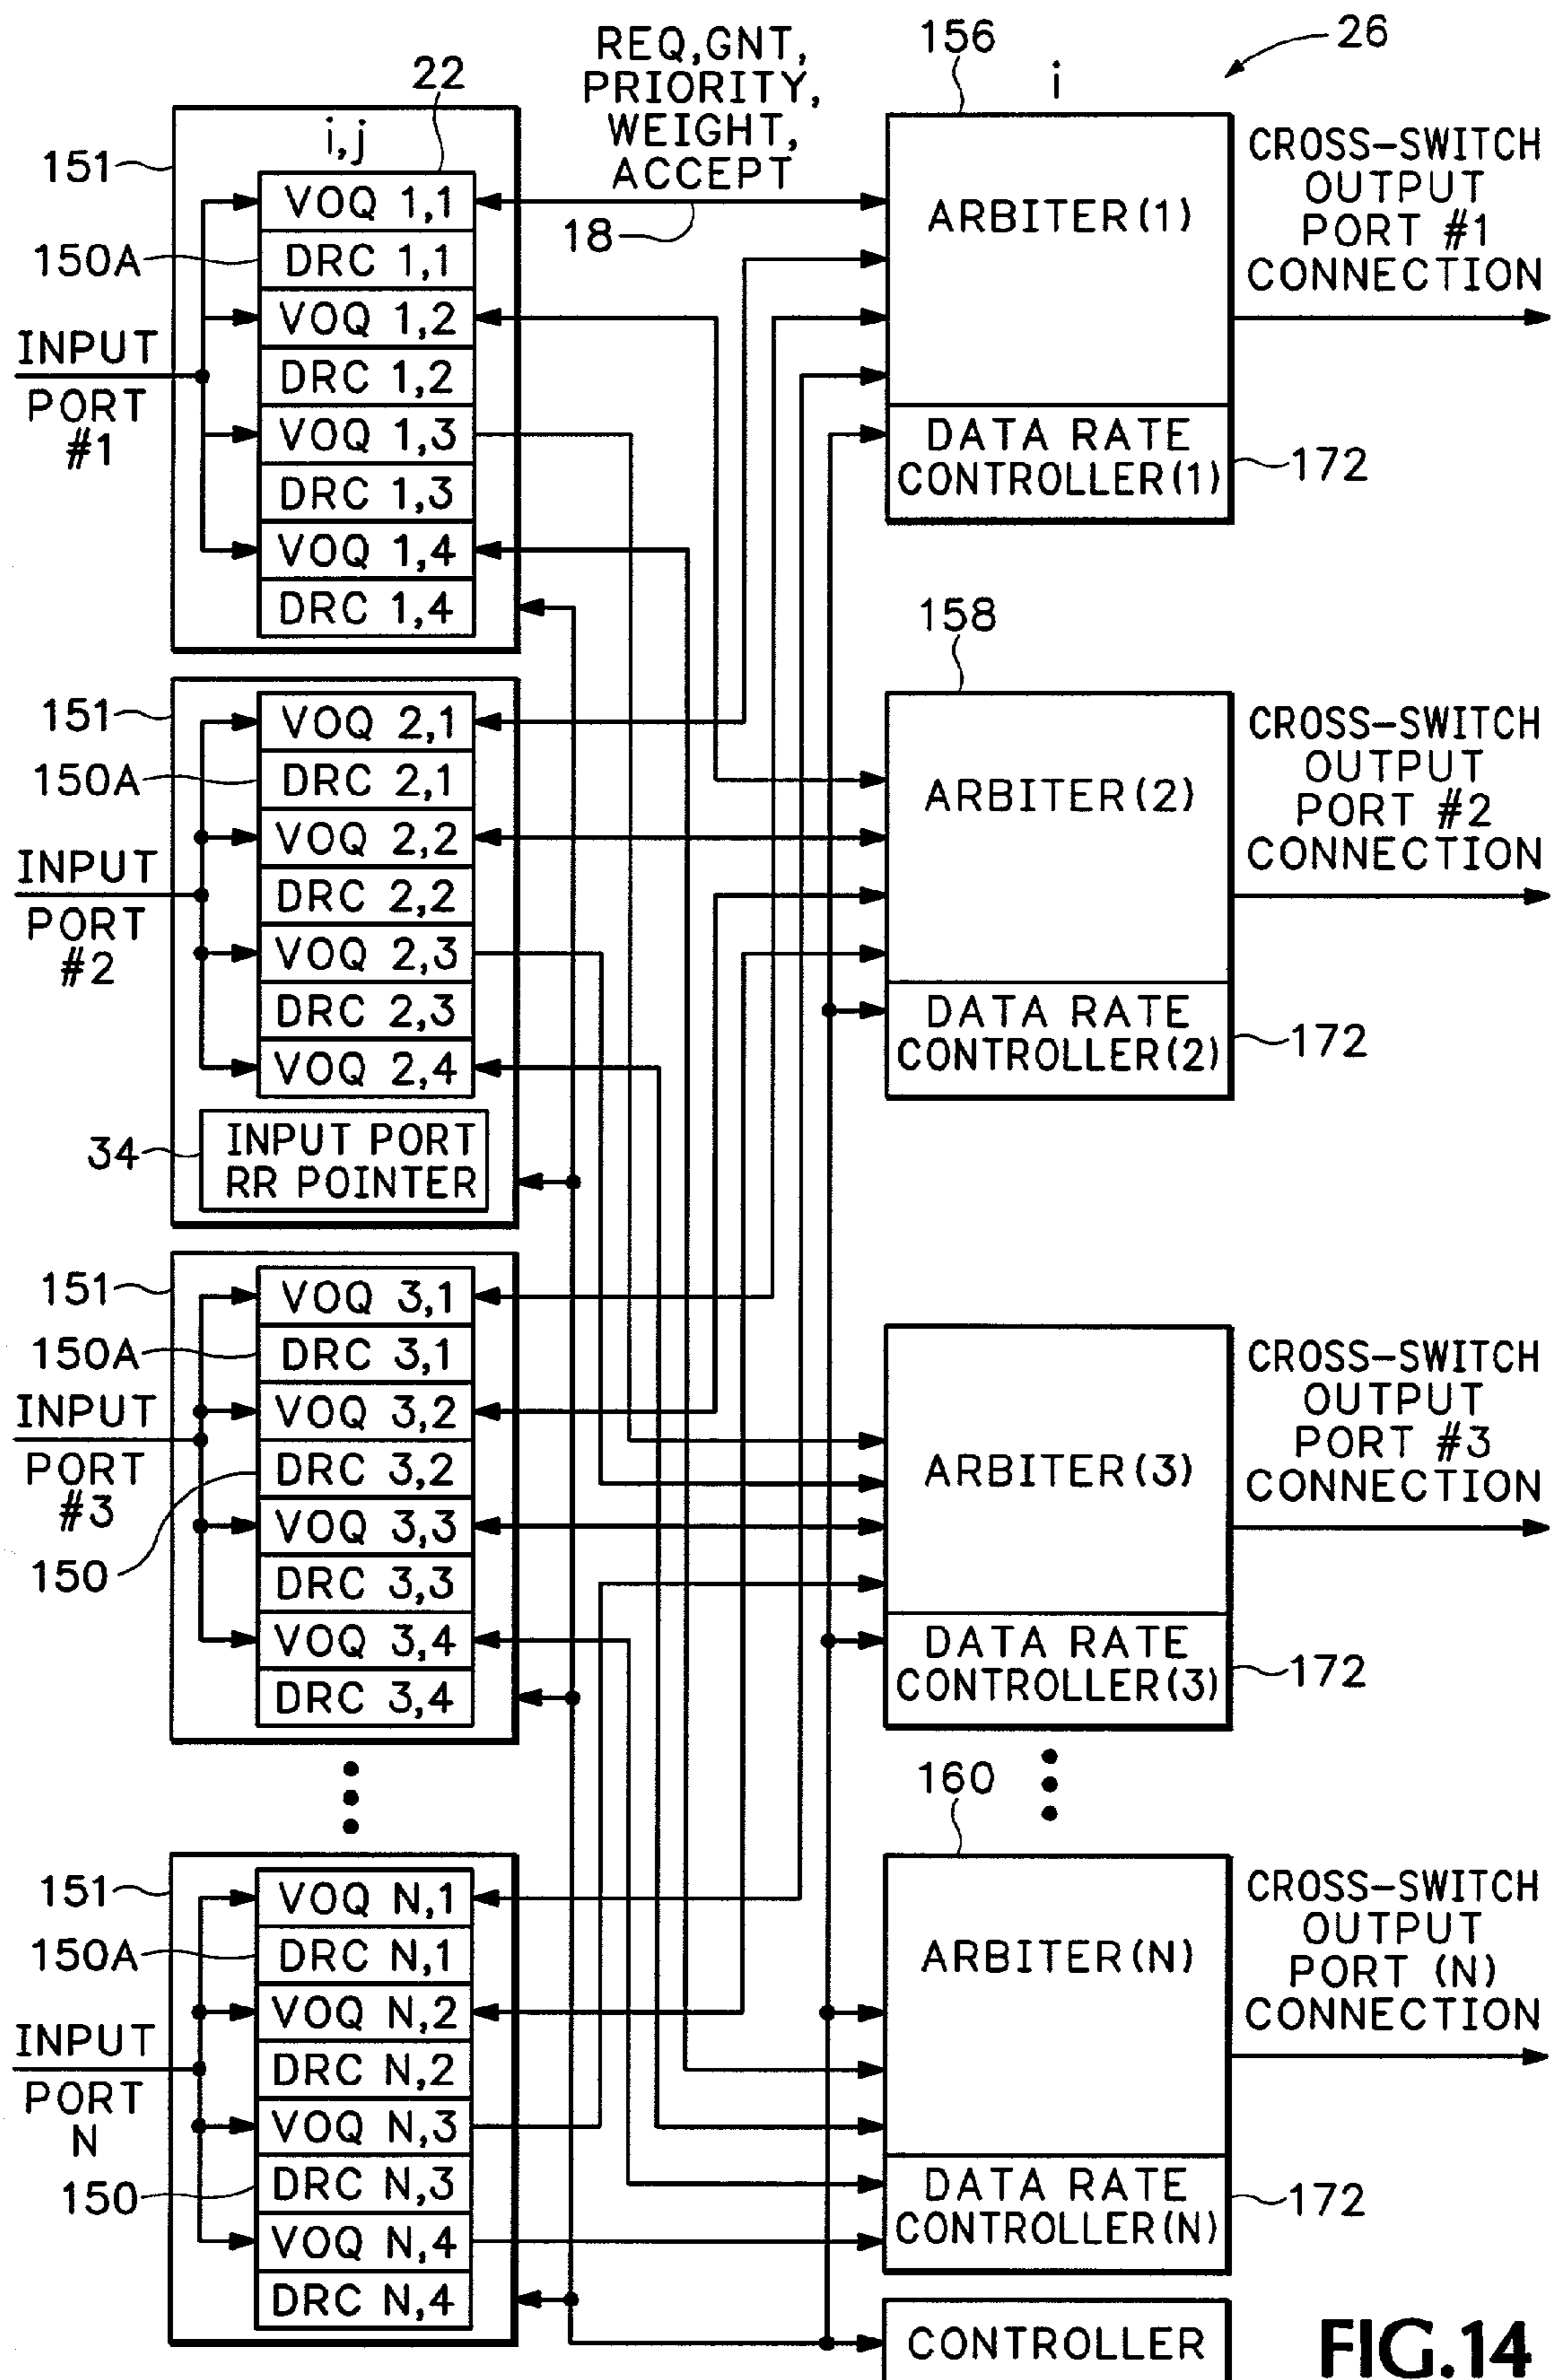 26
156
i
REQ,GNT,
PRIORITY,
WEIGHT,
ACCEPT
18
22
i,j
151
VOQ 1,1
150A
DRC 1,1
VOQ 1,2
DRC 1,2
VOQ 1,3
DRC 1,3
VOQ 1,4
DRC 1,4
INPUT
PORT
#1
ARBITER(1)
DATA RATE
CONTROLLER(1)
172
CROSS-SWITCH
OUTPUT
PORT #1
CONNECTION
151
VOQ 2,1
150A
DRC 2,1
VOQ 2,2
DRC 2,2
VOQ 2,3
DRC 2,3
VOQ 2,4
INPUT
PORT
#2
34
INPUT PORT
RR POINTER
158
ARBITER(2)
DATA RATE
CONTROLLER(2)
172
CROSS-SWITCH
OUTPUT
PORT #2
CONNECTION
151
VOQ 3,1
150A
DRC 3,1
VOQ 3,2
DRC 3,2
VOQ 3,3
150
DRC 3,3
VOQ 3,4
DRC 3,4
INPUT
PORT
#3
ARBITER(3)
DATA RATE
CONTROLLER(3)
172
CROSS-SWITCH
OUTPUT
PORT #3
CONNECTION
151
VOQ N,1
150A
DRC N,1
VOQ N,2
DRC N,2
VOQ N,3
150
DRC N,3
VOQ N,4
DRC N,4
INPUT
PORT
N
160
ARBITER(N)
DATA RATE
CONTROLLER(N)
172
CROSS-SWITCH
OUTPUT
PORT (N)
CONNECTION
CONTROLLER
FIG.14